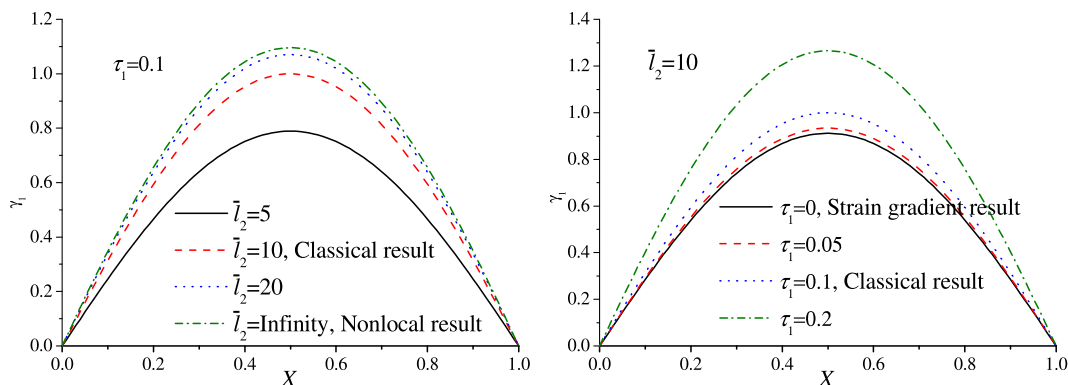 1.2
1.0
0.8
0.6
0.4
0.2
0.0
γ₁
τ₁=0.1
l̄₂=5
l̄₂=10, Classical result
l̄₂=20
l̄₂=Infinity, Nonlocal result
0.0 0.2 0.4 0.6 0.8 1.0
X
1.4
1.2
1.0
0.8
0.6
0.4
0.2
0.0
γ₁
l̄₂=10
τ₁=0, Strain gradient result
τ₁=0.05
τ₁=0.1, Classical result
τ₁=0.2
0.0 0.2 0.4 0.6 0.8 1.0
X